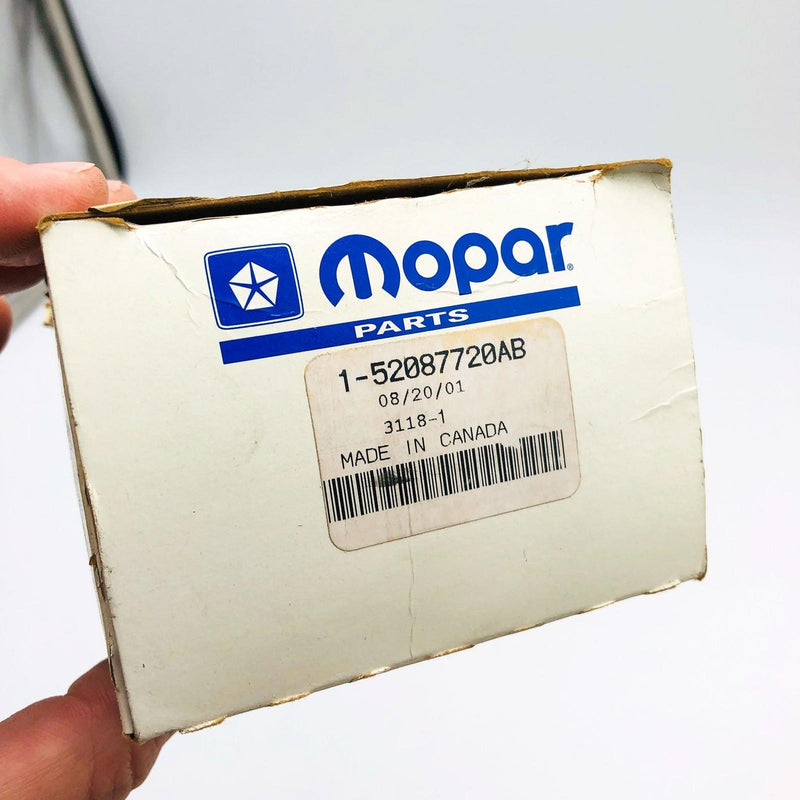 Mopar®
PARTS
1-52087720AB
08/20/01
3118-1
MADE IN CANADA